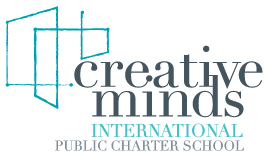 creative
minds
INTERNATIONAL
PUBLIC CHARTER SCHOOL